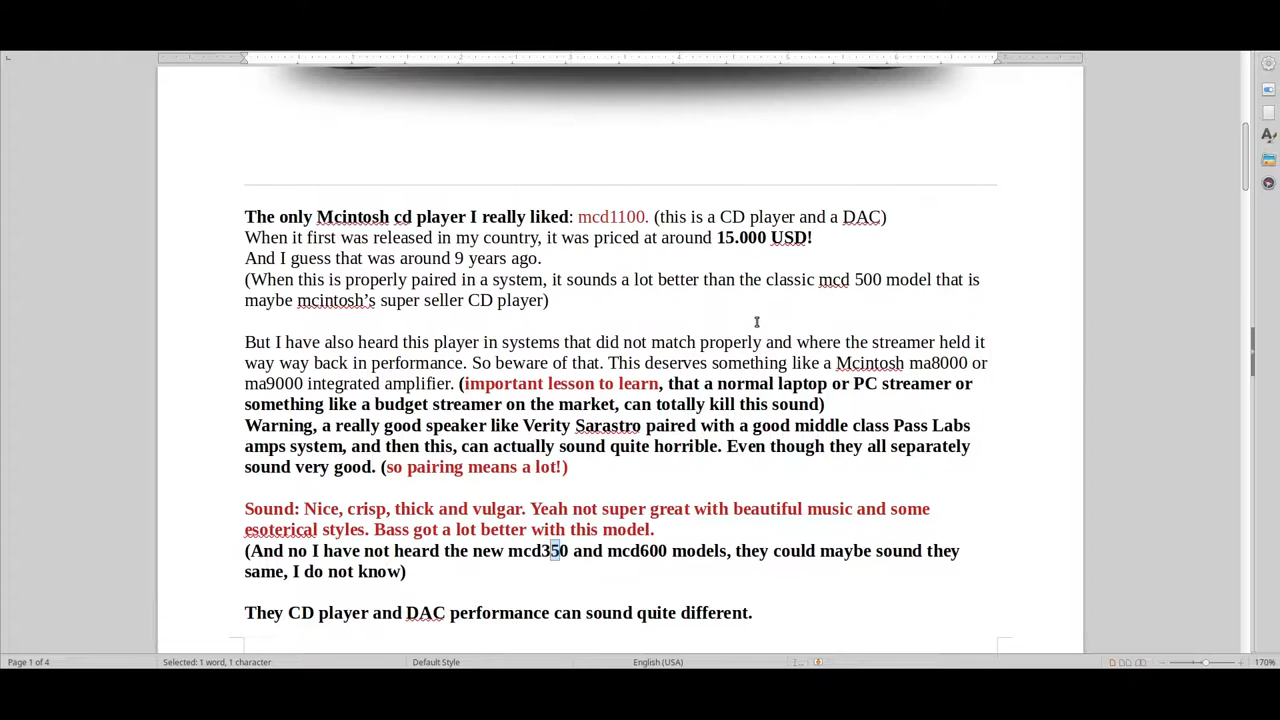 The only Mcintosh cd player I really liked: mcd1100. (this is a CD player and a DAC)
When it first was released in my country, it was priced at around 15.000 USD!
And I guess that was around 9 years ago.
(When this is properly paired in a system, it sounds a lot better than the classic mcd 500 model that is
maybe mcintosh's super seller CD player)
But I have also heard this player in systems that did not match properly and where the streamer held it
way way back in performance. So beware of that. This deserves something like a Mcintosh ma8000 or
ma9000 integrated amplifier. (important lesson to learn, that a normal laptop or PC streamer or
something like a budget streamer on the market, can totally kill this sound)
Warning, a really good speaker like Verity Sarastro paired with a good middle class Pass Labs
amps system, and then this, can actually sound quite horrible. Even though they all separately
sound very good. (so pairing means a lot!)
Sound: Nice, crisp, thick and vulgar. Yeah not super great with beautiful music and some
esoterical styles. Bass got a lot better with this model.
(And no I have not heard the new mcd350 and mcd600 models, they could maybe sound they
same, I do not know)
They CD player and DAC performance can sound quite different.
Page 1 of 4 Selected: 1 word, 1 character Default Style English (USA) 170%